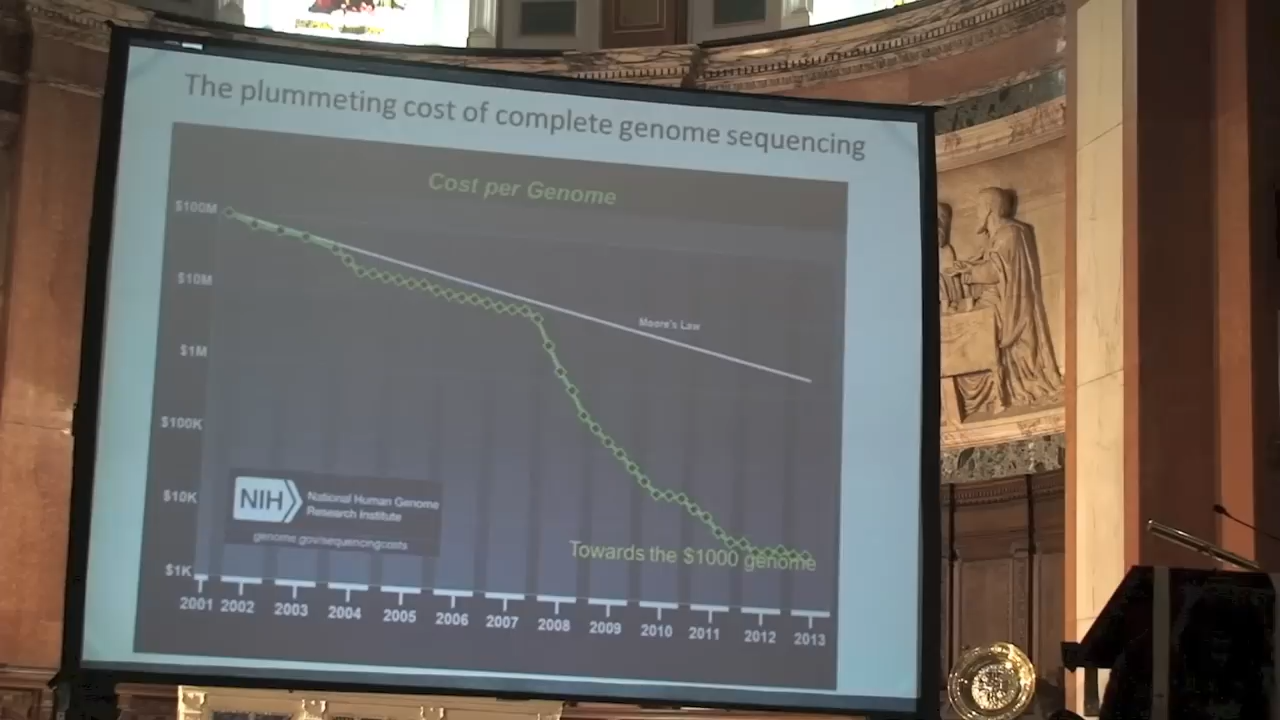 The plummeting cost of complete genome sequencing
Cost per Genome
$100M
$10M
$1M
$100K
$10K
$1K
Moore's Law
NIH
National Human Genome
Research Institute
genome.gov/sequencingcosts
Towards the $1000 genome
2001 2002 2003 2004 2005 2006 2007 2008 2009 2010 2011 2012 2013